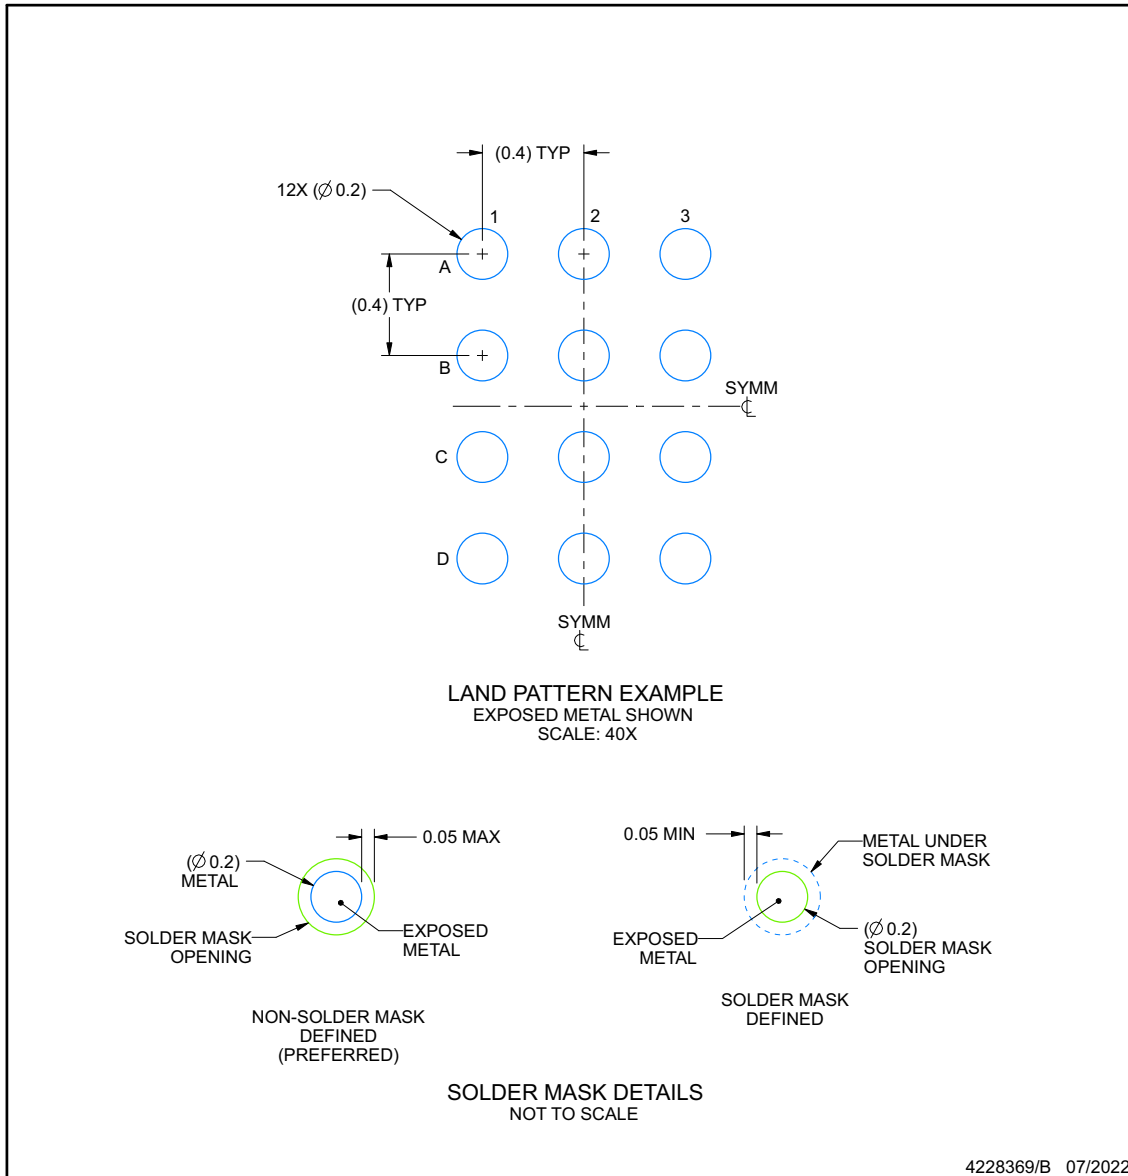 (0.4) TYP
12X (∅ 0.2)
1
2
3
A
(0.4) TYP
B
SYMM
℄
C
D
SYMM
℄
LAND PATTERN EXAMPLE
EXPOSED METAL SHOWN
SCALE: 40X
0.05 MAX
(∅ 0.2)
METAL
SOLDER MASK
OPENING
EXPOSED
METAL
NON-SOLDER MASK
DEFINED
(PREFERRED)
0.05 MIN
METAL UNDER
SOLDER MASK
EXPOSED
METAL
(∅ 0.2)
SOLDER MASK
OPENING
SOLDER MASK
DEFINED
SOLDER MASK DETAILS
NOT TO SCALE
4228369/B 07/2022